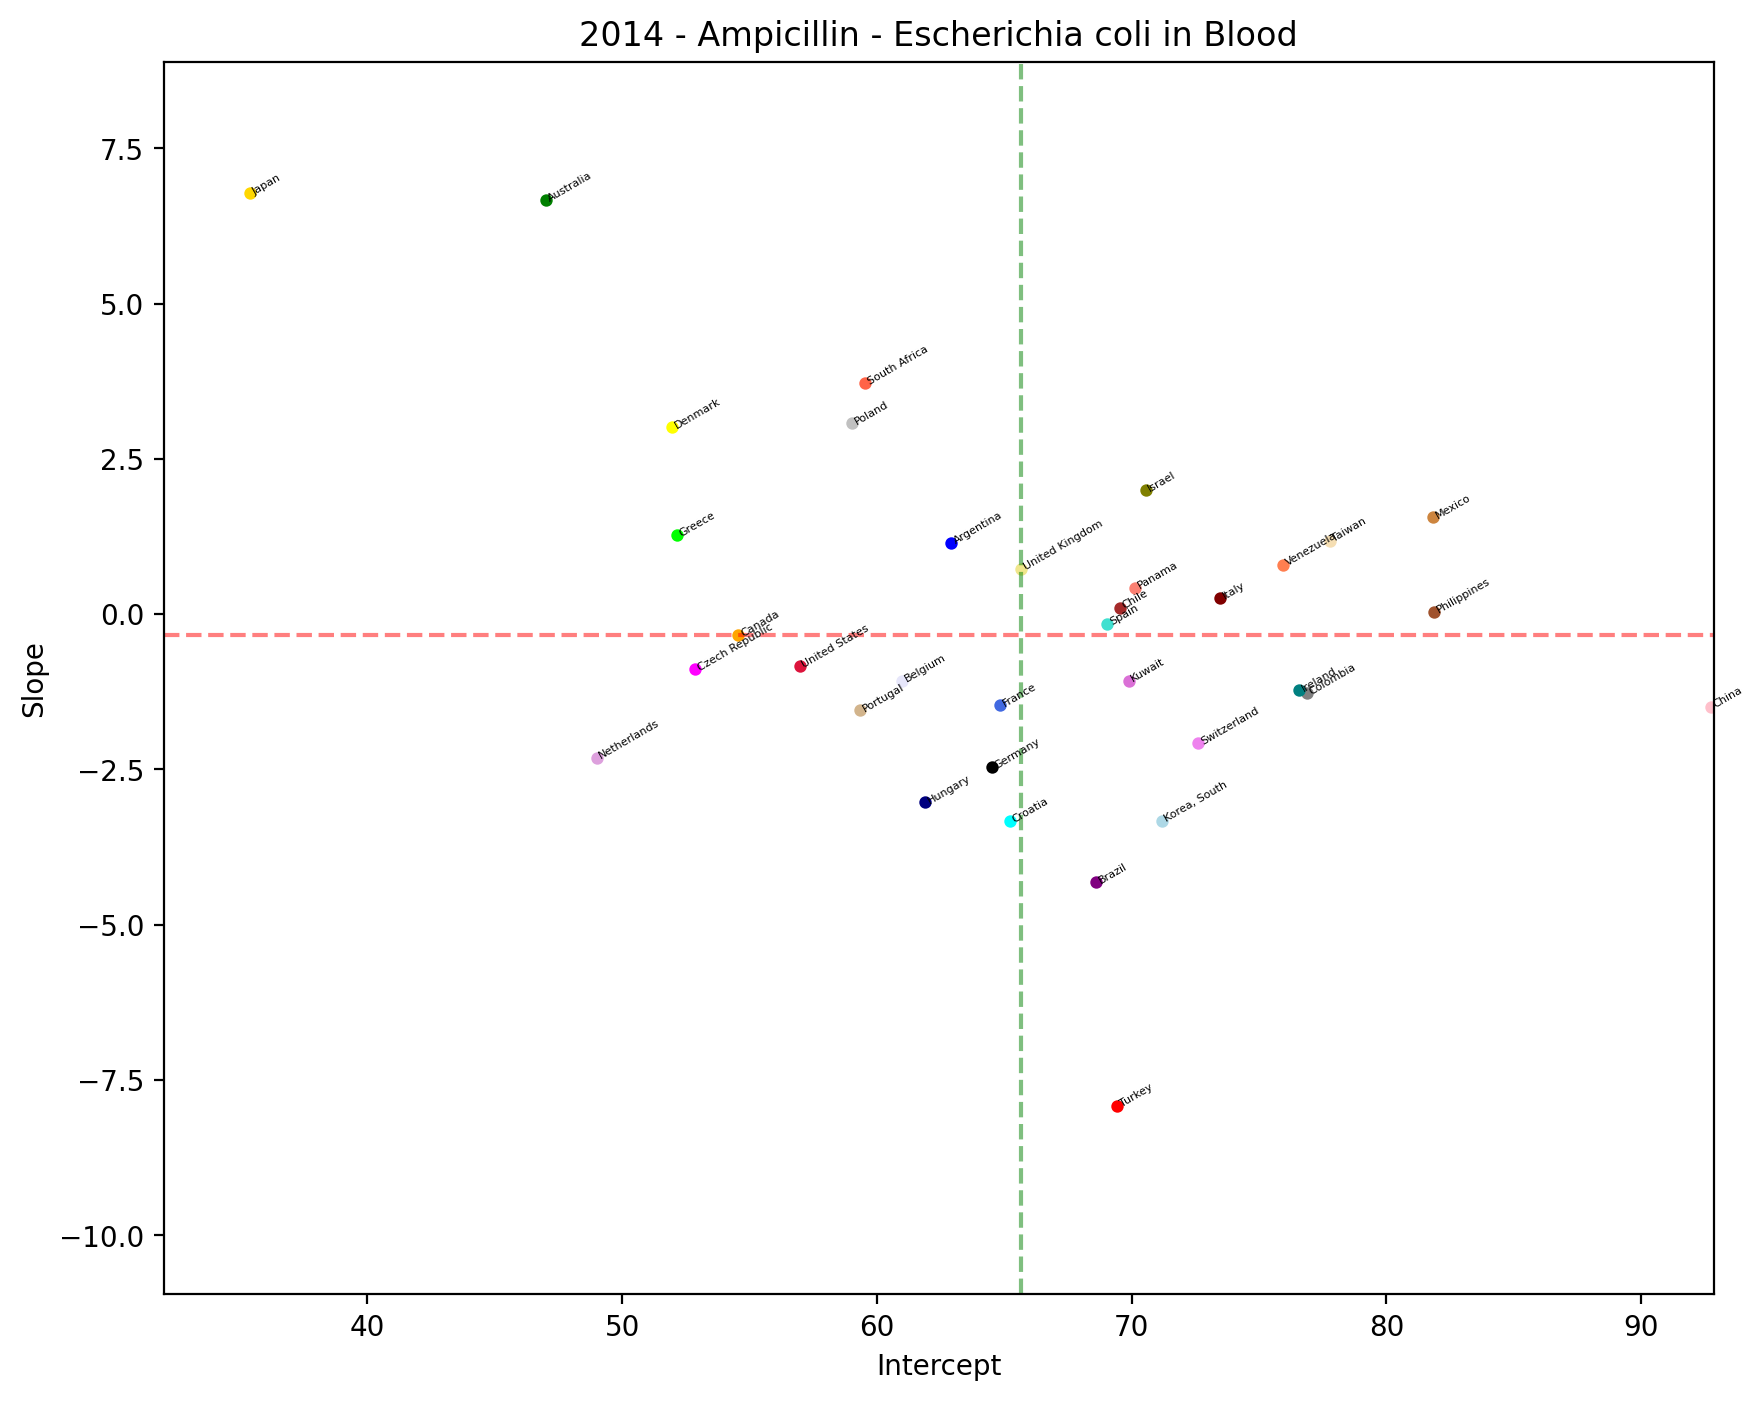 2014 - Ampicillin - Escherichia coli in Blood
7.5
Japan
Australia
5.0
South Africa
Denmark
Poland
2.5
Israel
Mexico
Greece
Argentina
United Kingdom
Taiwan
Venezuela
Panama
Italy
Chile
Philippines
Spain
0.0
Canada
Czech Republic
United States
Belgium
Kuwait
Ireland
Colombia
Portugal
France
China
Slope
Netherlands
Switzerland
Germany
−2.5
Hungary
Croatia
Korea, South
Brazil
−5.0
−7.5
Turkey
−10.0
40 50 60 70 80 90
Intercept